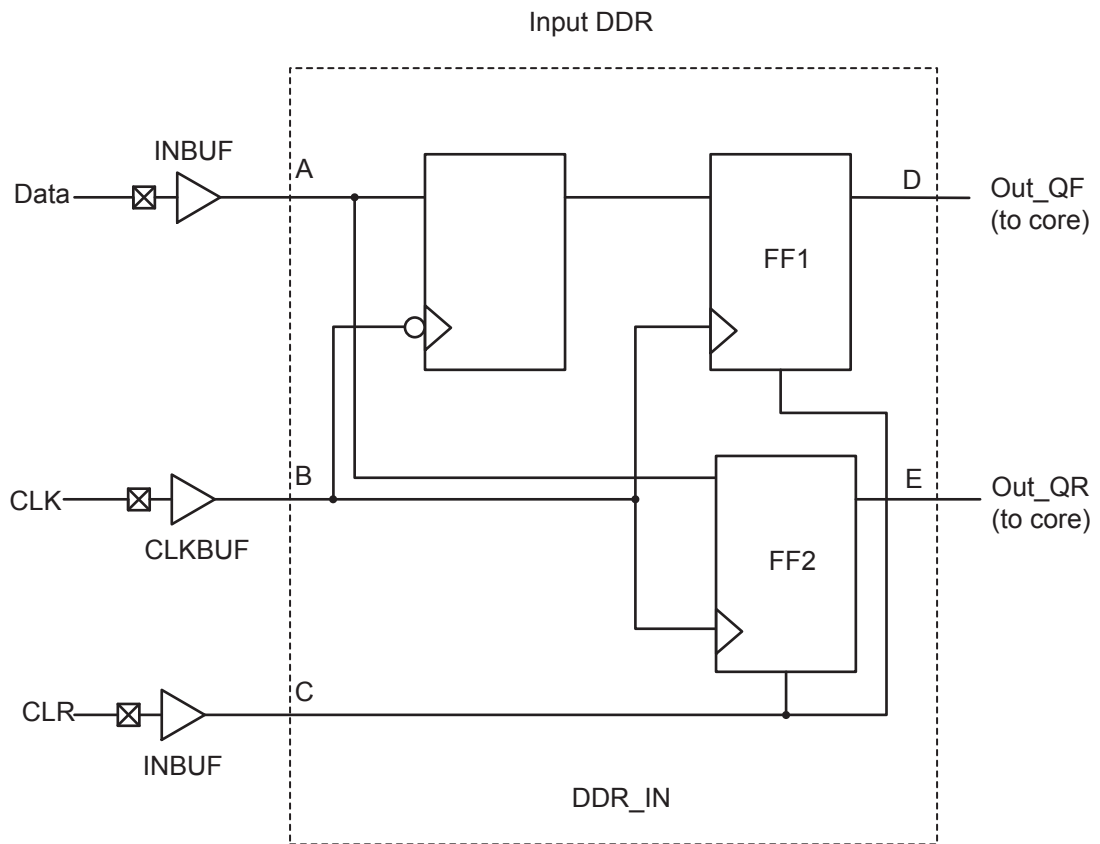 Input DDR
INBUF
Data
A
D
Out_QF
(to core)
FF1
B
E
CLK
CLKBUF
Out_QR
(to core)
FF2
C
CLR
INBUF
DDR_IN